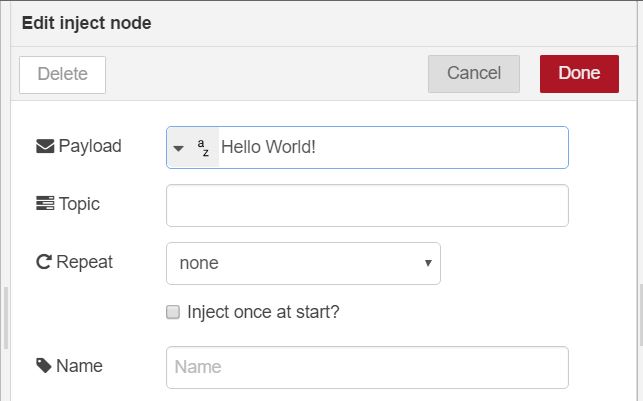 Edit inject node
Delete Cancel Done
Payload az Hello World!
Topic
Repeat none
Inject once at start?
Name Name